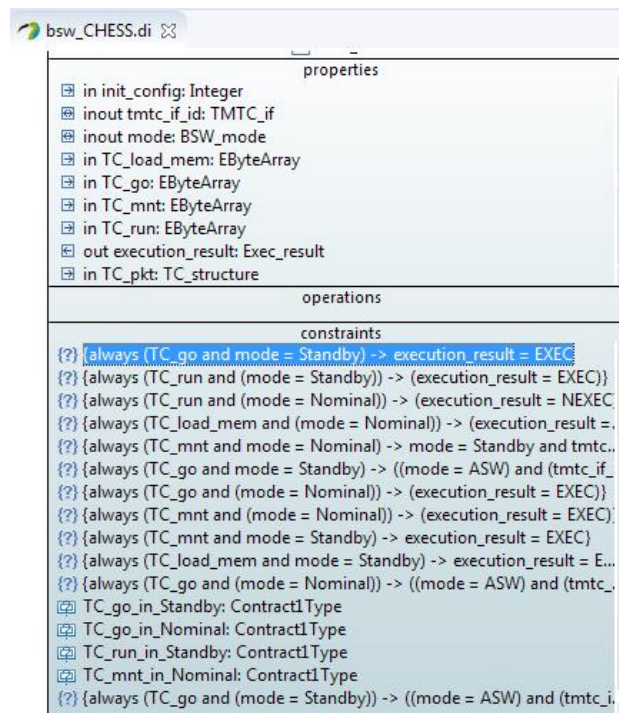 bsw_CHESS.di
properties
in init_config: Integer
inout tmtc_if_id: TMTC_if
inout mode: BSW_mode
in TC_load_mem: EByteArray
in TC_go: EByteArray
in TC_mnt: EByteArray
in TC_run: EByteArray
out execution_result: Exec_result
in TC_pkt: TC_structure
operations
constraints
{?} {always (TC_go and mode = Standby) -> execution_result = EXEC
{?} {always (TC_run and (mode = Standby)) -> (execution_result = EXEC)}
{?} {always (TC_run and (mode = Nominal)) -> (execution_result = NEXEC)
{?} {always (TC_load_mem and (mode = Nominal)) -> (execution_result =..
{?} {always (TC_mnt and mode = Nominal) -> mode = Standby and tmtc...
{?} {always (TC_go and mode = Standby) -> ((mode = ASW) and (tmtc_if_
{?} {always (TC_go and (mode = Nominal)) -> (execution_result = EXEC)}
{?} {always (TC_mnt and (mode = Nominal)) -> (execution_result = EXEC)}
{?} {always (TC_mnt and mode = Standby) -> execution_result = EXEC}
{?} {always (TC_load_mem and mode = Standby) -> execution_result = E...
{?} {always (TC_go and (mode = Nominal)) -> ((mode = ASW) and (tmtc_.
TC_go_in_Standby: Contract1Type
TC_go_in_Nominal: Contract1Type
TC_run_in_Standby: Contract1Type
TC_mnt_in_Nominal: Contract1Type
{?} {always (TC_go and (mode = Standby) -> ((mode = ASW) and (tmtc_i.